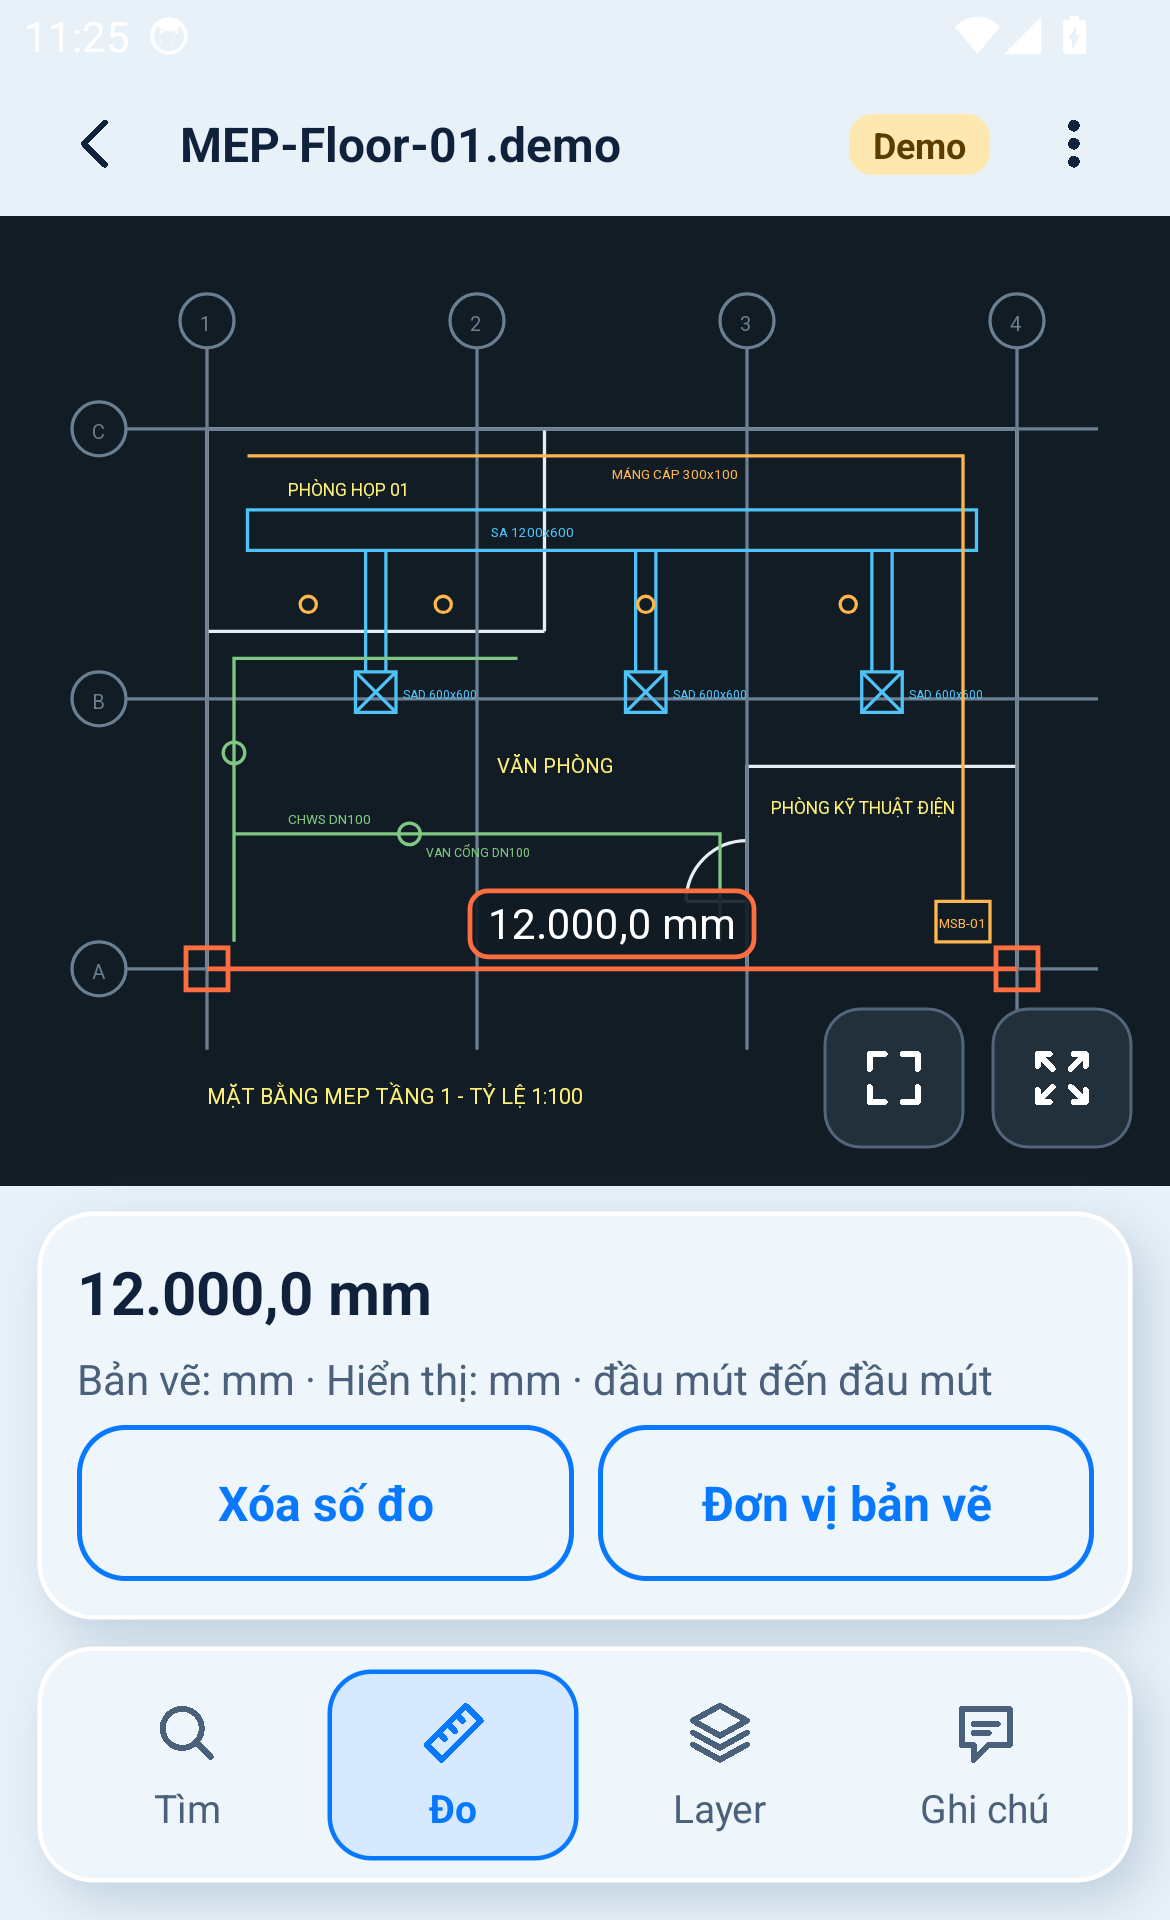 11:25
MEP-Floor-01.demo
Demo
1
2
3
4
C
MÁNG CÁP 300x100
PHÒNG HỌP 01
SA 1200x600
B
SAD 600x600
SAD 600x600
SAD 600x600
VĂN PHÒNG
PHÒNG KỸ THUẬT ĐIỆN
CHWS DN100
VAN CỔNG DN100
12.000,0 mm
MSB-01
A
MẶT BẰNG MEP TẦNG 1 - TỶ LỆ 1:100
12.000,0 mm
Bản vẽ: mm · Hiển thị: mm · đầu mút đến đầu mút
Xóa số đo
Đơn vị bản vẽ
Tìm
Đo
Layer
Ghi chú